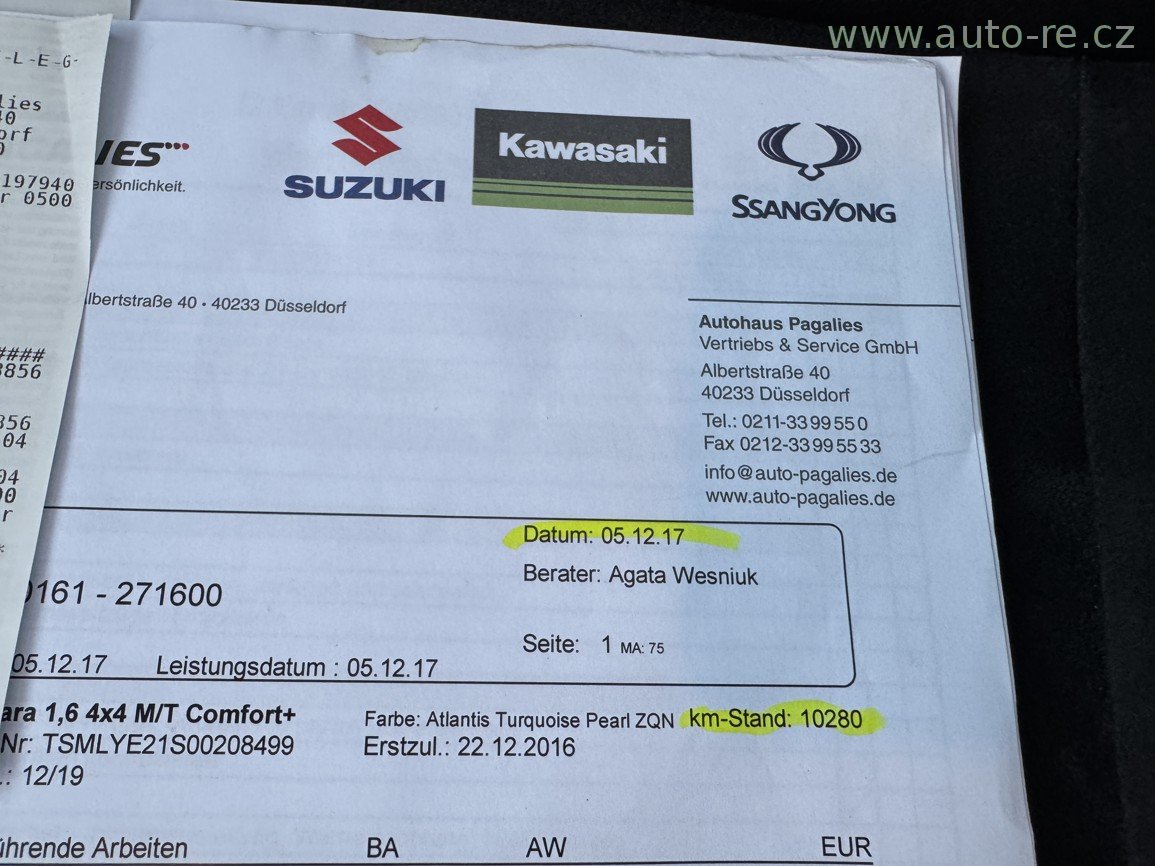 www.auto-re.cz
-L-E-G-
lies
40
orf
197940
r 0500
####
3856
356
04
04
00
r
IES
ersönlichkeit.
SUZUKI
Kawasaki
SSANGYONG
lbertstraße 40 • 40233 Düsseldorf
Autohaus Pagalies
Vertriebs & Service GmbH
Albertstraße 40
40233 Düsseldorf
Tel.: 0211-33 99 55 0
Fax 0212-33 99 55 33
info@auto-pagalies.de
www.auto-pagalies.de
Datum: 05.12.17
Berater: Agata Wesniuk
0161 - 271600
Seite: 1 MA: 75
05.12.17 Leistungsdatum : 05.12.17
ara 1,6 4x4 M/T Comfort+ Farbe: Atlantis Turquoise Pearl ZQN km-Stand: 10280
Nr: TSMLYE21S00208499 Erstzul.: 22.12.2016
.: 12/19
ührende Arbeiten BA AW EUR